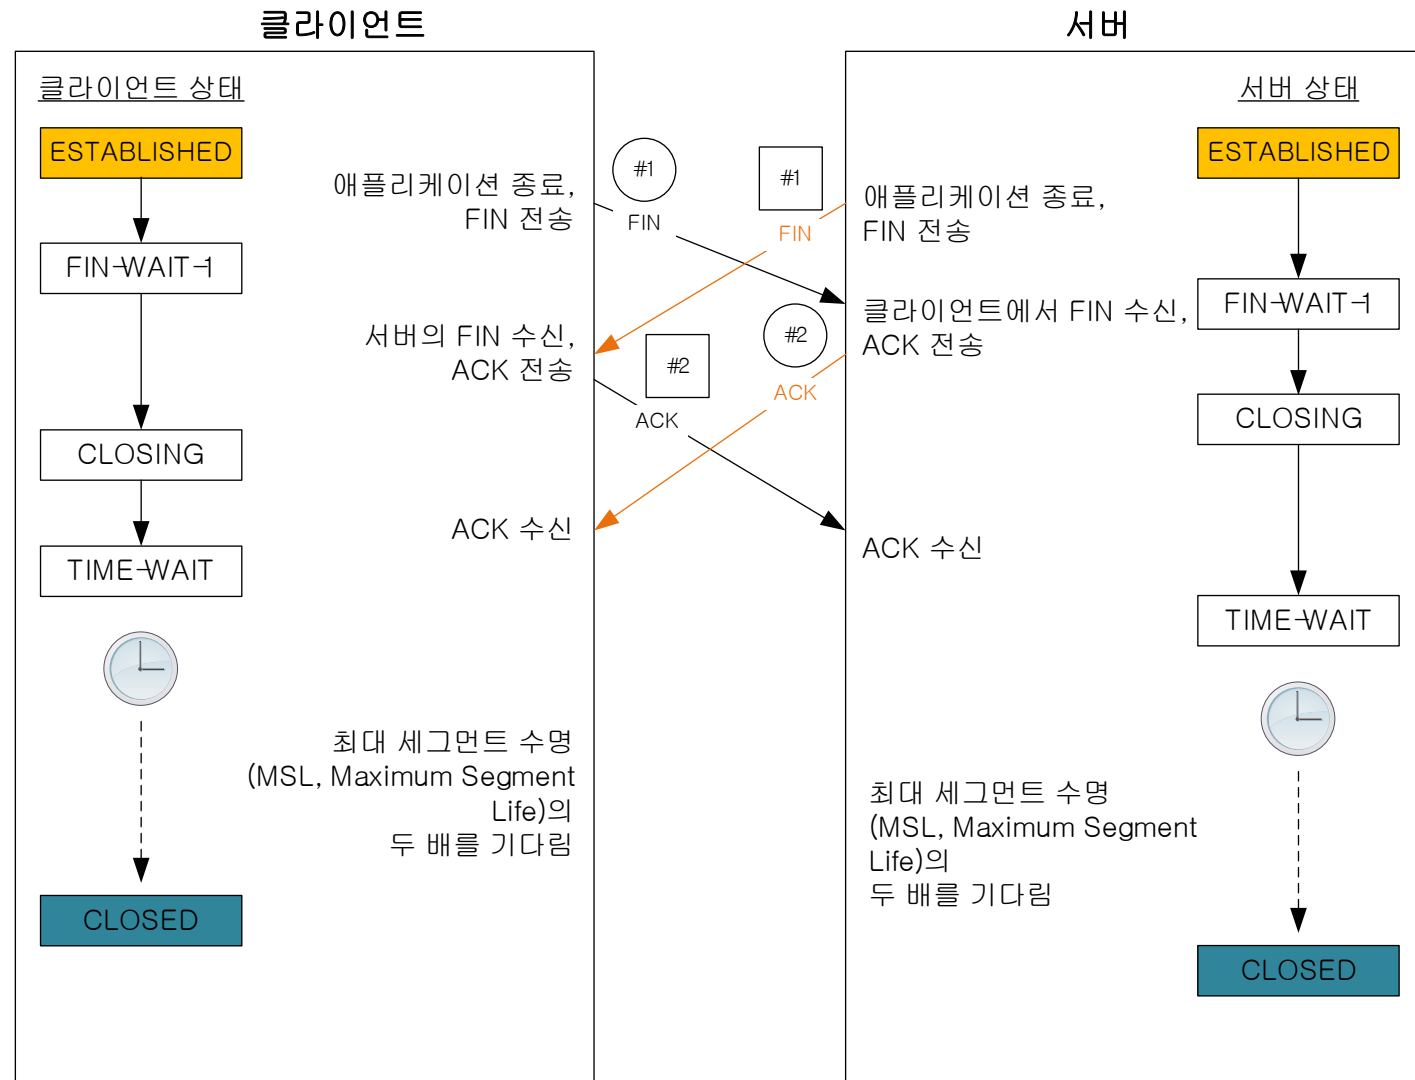 클라이언트
서버
클라이언트 상태
서버 상태
ESTABLISHED
ESTABLISHED
#1
#1
애플리케이션 종료,
FIN 전송
FIN
FIN
애플리케이션 종료,
FIN 전송
FIN-WAIT-1
FIN-WAIT-1
서버의 FIN 수신,
ACK 전송
#2
#2
클라이언트에서 FIN 수신,
ACK 전송
ACK
ACK
CLOSING
CLOSING
ACK 수신
ACK 수신
TIME-WAIT
TIME-WAIT
최대 세그먼트 수명
(MSL, Maximum Segment
Life)의
두 배를 기다림
최대 세그먼트 수명
(MSL, Maximum Segment
Life)의
두 배를 기다림
CLOSED
CLOSED